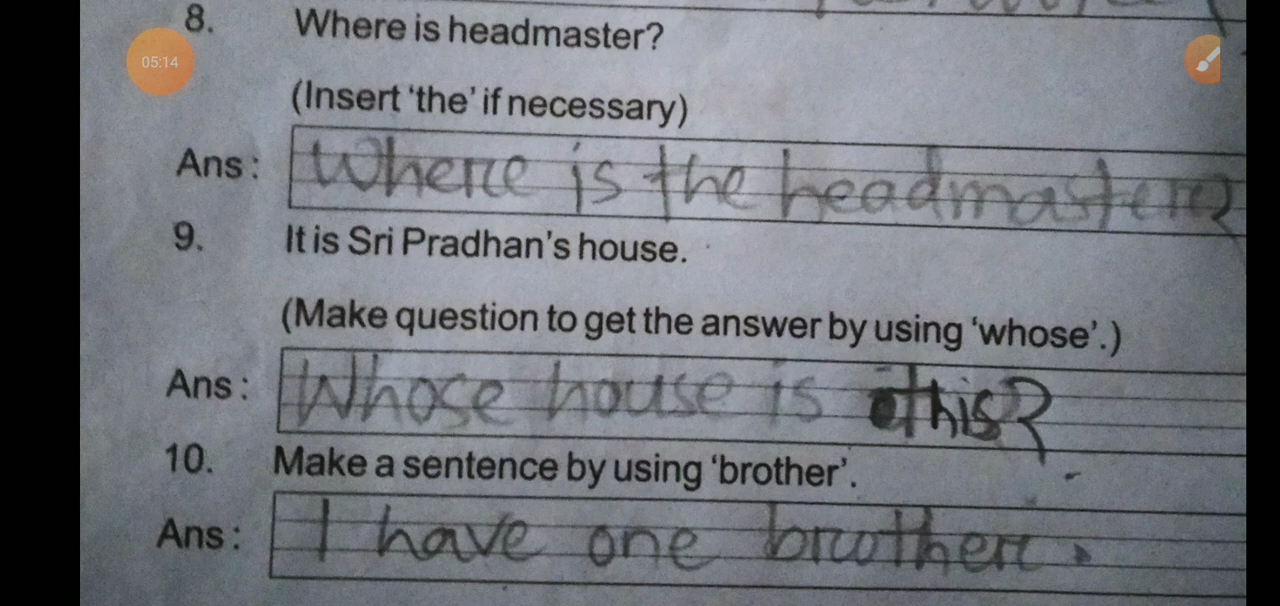 8. Where is headmaster?
05:14
(Insert 'the' if necessary)
Ans : Where is the headmaster?
9. It is Sri Pradhan's house.
(Make question to get the answer by using 'whose'.)
Ans : Whose house is this?
10. Make a sentence by using 'brother'.
Ans : I have one brother.